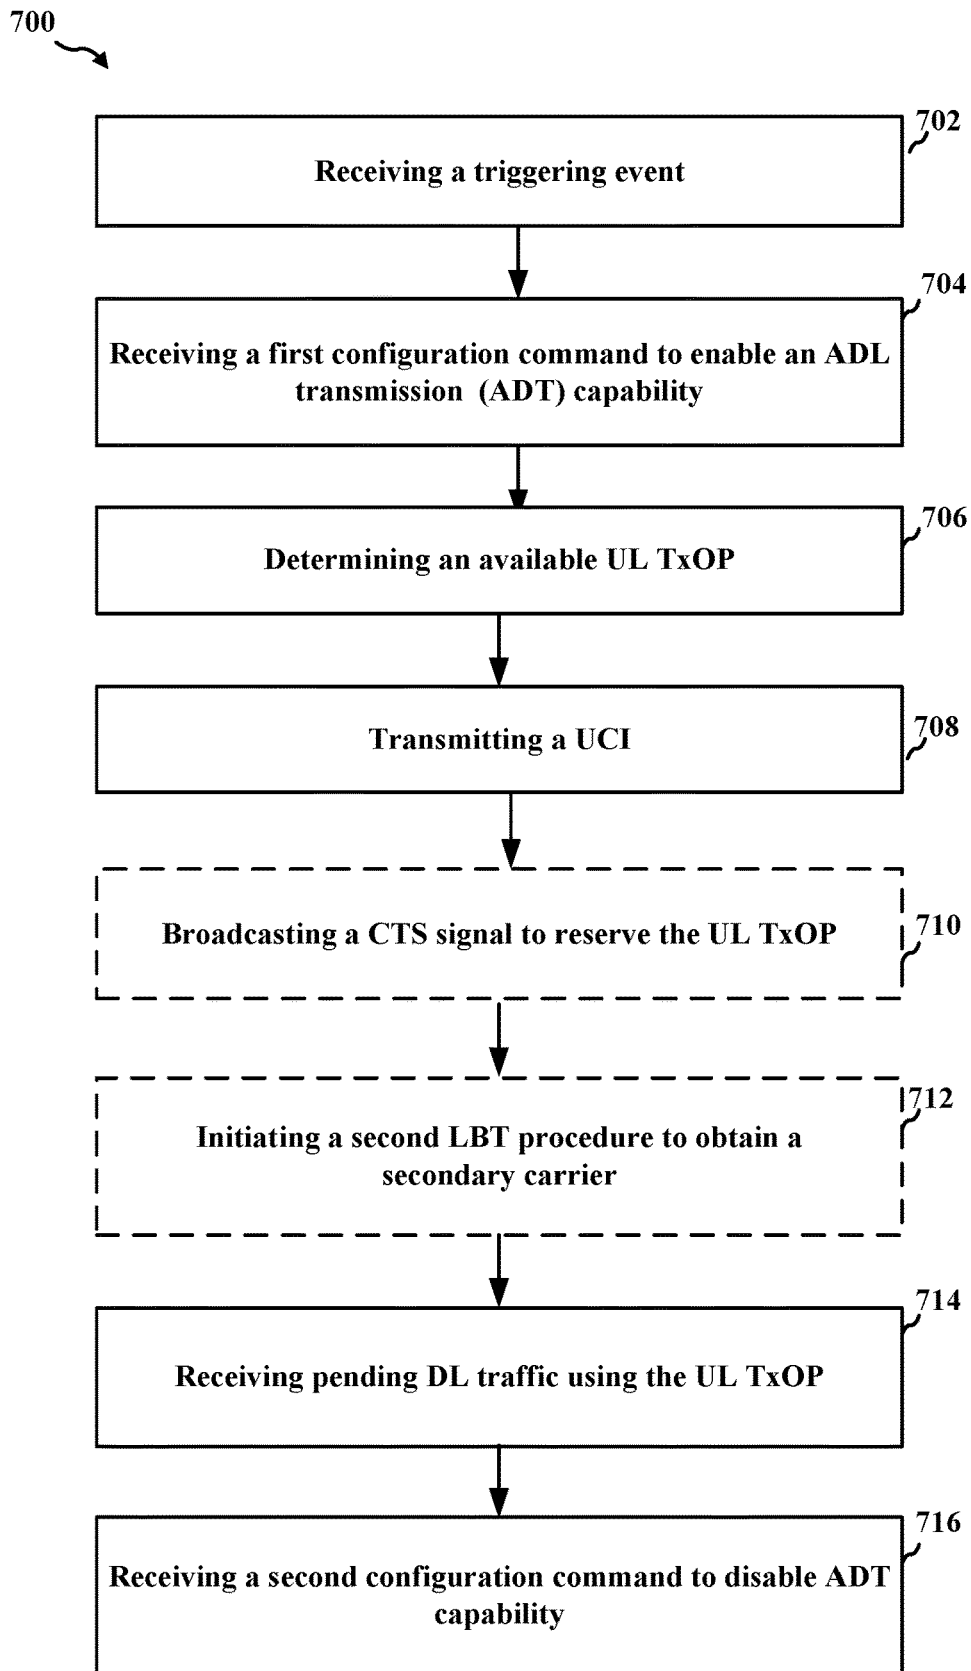 700
702
Receiving a triggering event
704
Receiving a first configuration command to enable an ADL
transmission (ADT) capability
706
Determining an available UL TxOP
708
Transmitting a UCI
710
Broadcasting a CTS signal to reserve the UL TxOP
712
Initiating a second LBT procedure to obtain a
secondary carrier
714
Receiving pending DL traffic using the UL TxOP
716
Receiving a second configuration command to disable ADT
capability